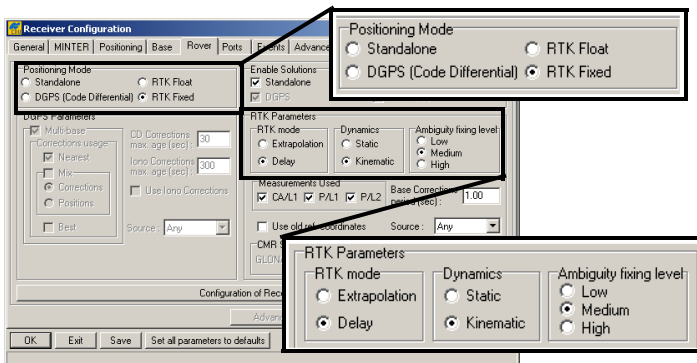 Receiver Configuration
General MINTER Positioning Base Rover Ports Events Advance
Positioning Mode
Standalone RTK Float
DGPS (Code Differential) RTK Fixed
Enable Solutions
Standalone
DGPS
Positioning Mode
Standalone RTK Float
DGPS (Code Differential) RTK Fixed
DGPS Parameters
Multi-base
Corrections usage
Nearest
Mix
Corrections
Positions
Best
CD Corrections
max. age (sec) : 30
Iono Corrections
max. age (sec) : 300
Use Iono Corrections
Source : Any
RTK Parameters
RTK mode
Extrapolation
Delay
Dynamics
Static
Kinematic
Ambiguity fixing level
Low
Medium
High
Measurements Used
CA/L1 P/L1 P/L2
Base Corrections
period (sec) : 1.00
Use old ref. coordinates Source : Any
CMR
Configuration of
RTK Parameters
RTK mode
Extrapolation
Delay
Dynamics
Static
Kinematic
Ambiguity fixing level
Low
Medium
High
OK Exit Save Set all parameters to defaults